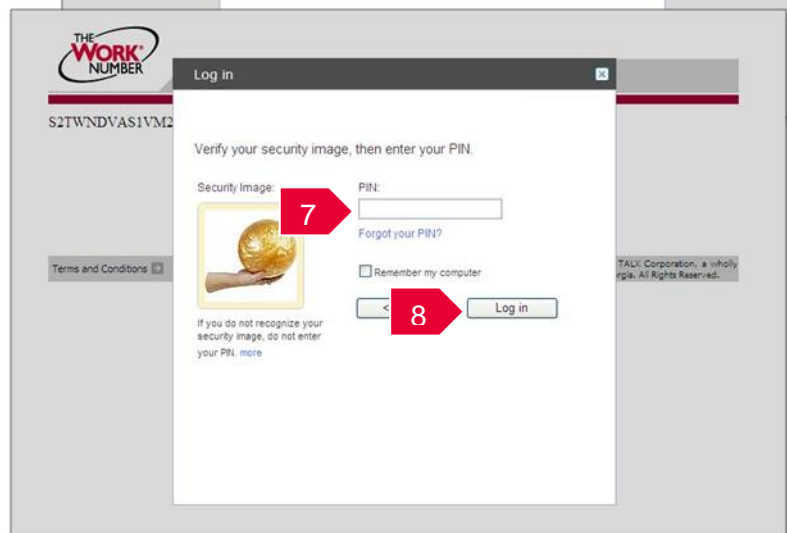 THE
WORK
NUMBER
Log in
S2TWNDVAS1VM2
Verify your security image, then enter your PIN.
Security Image:
PIN:
7
Forgot your PIN?
Remember my computer
<
8
Log in
If you do not recognize your
security image, do not enter
your PIN. more
Terms and Conditions
TALX Corporation, a wholly
rgia. All Rights Reserved.